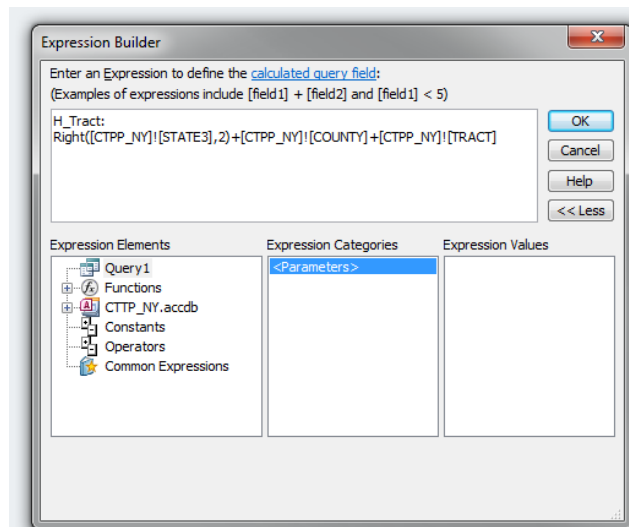 Expression Builder
Enter an Expression to define the calculated query field:
(Examples of expressions include [field1] + [field2] and [field1] < 5)
H_Tract:
Right([CTPP_NY]![STATE3],2)+[CTPP_NY]![COUNTY]+[CTPP_NY]![TRACT]
OK
Cancel
Help
<< Less
Expression Elements
Query1
Functions
CTTP_NY.accdb
Constants
Operators
Common Expressions
Expression Categories
<Parameters>
Expression Values